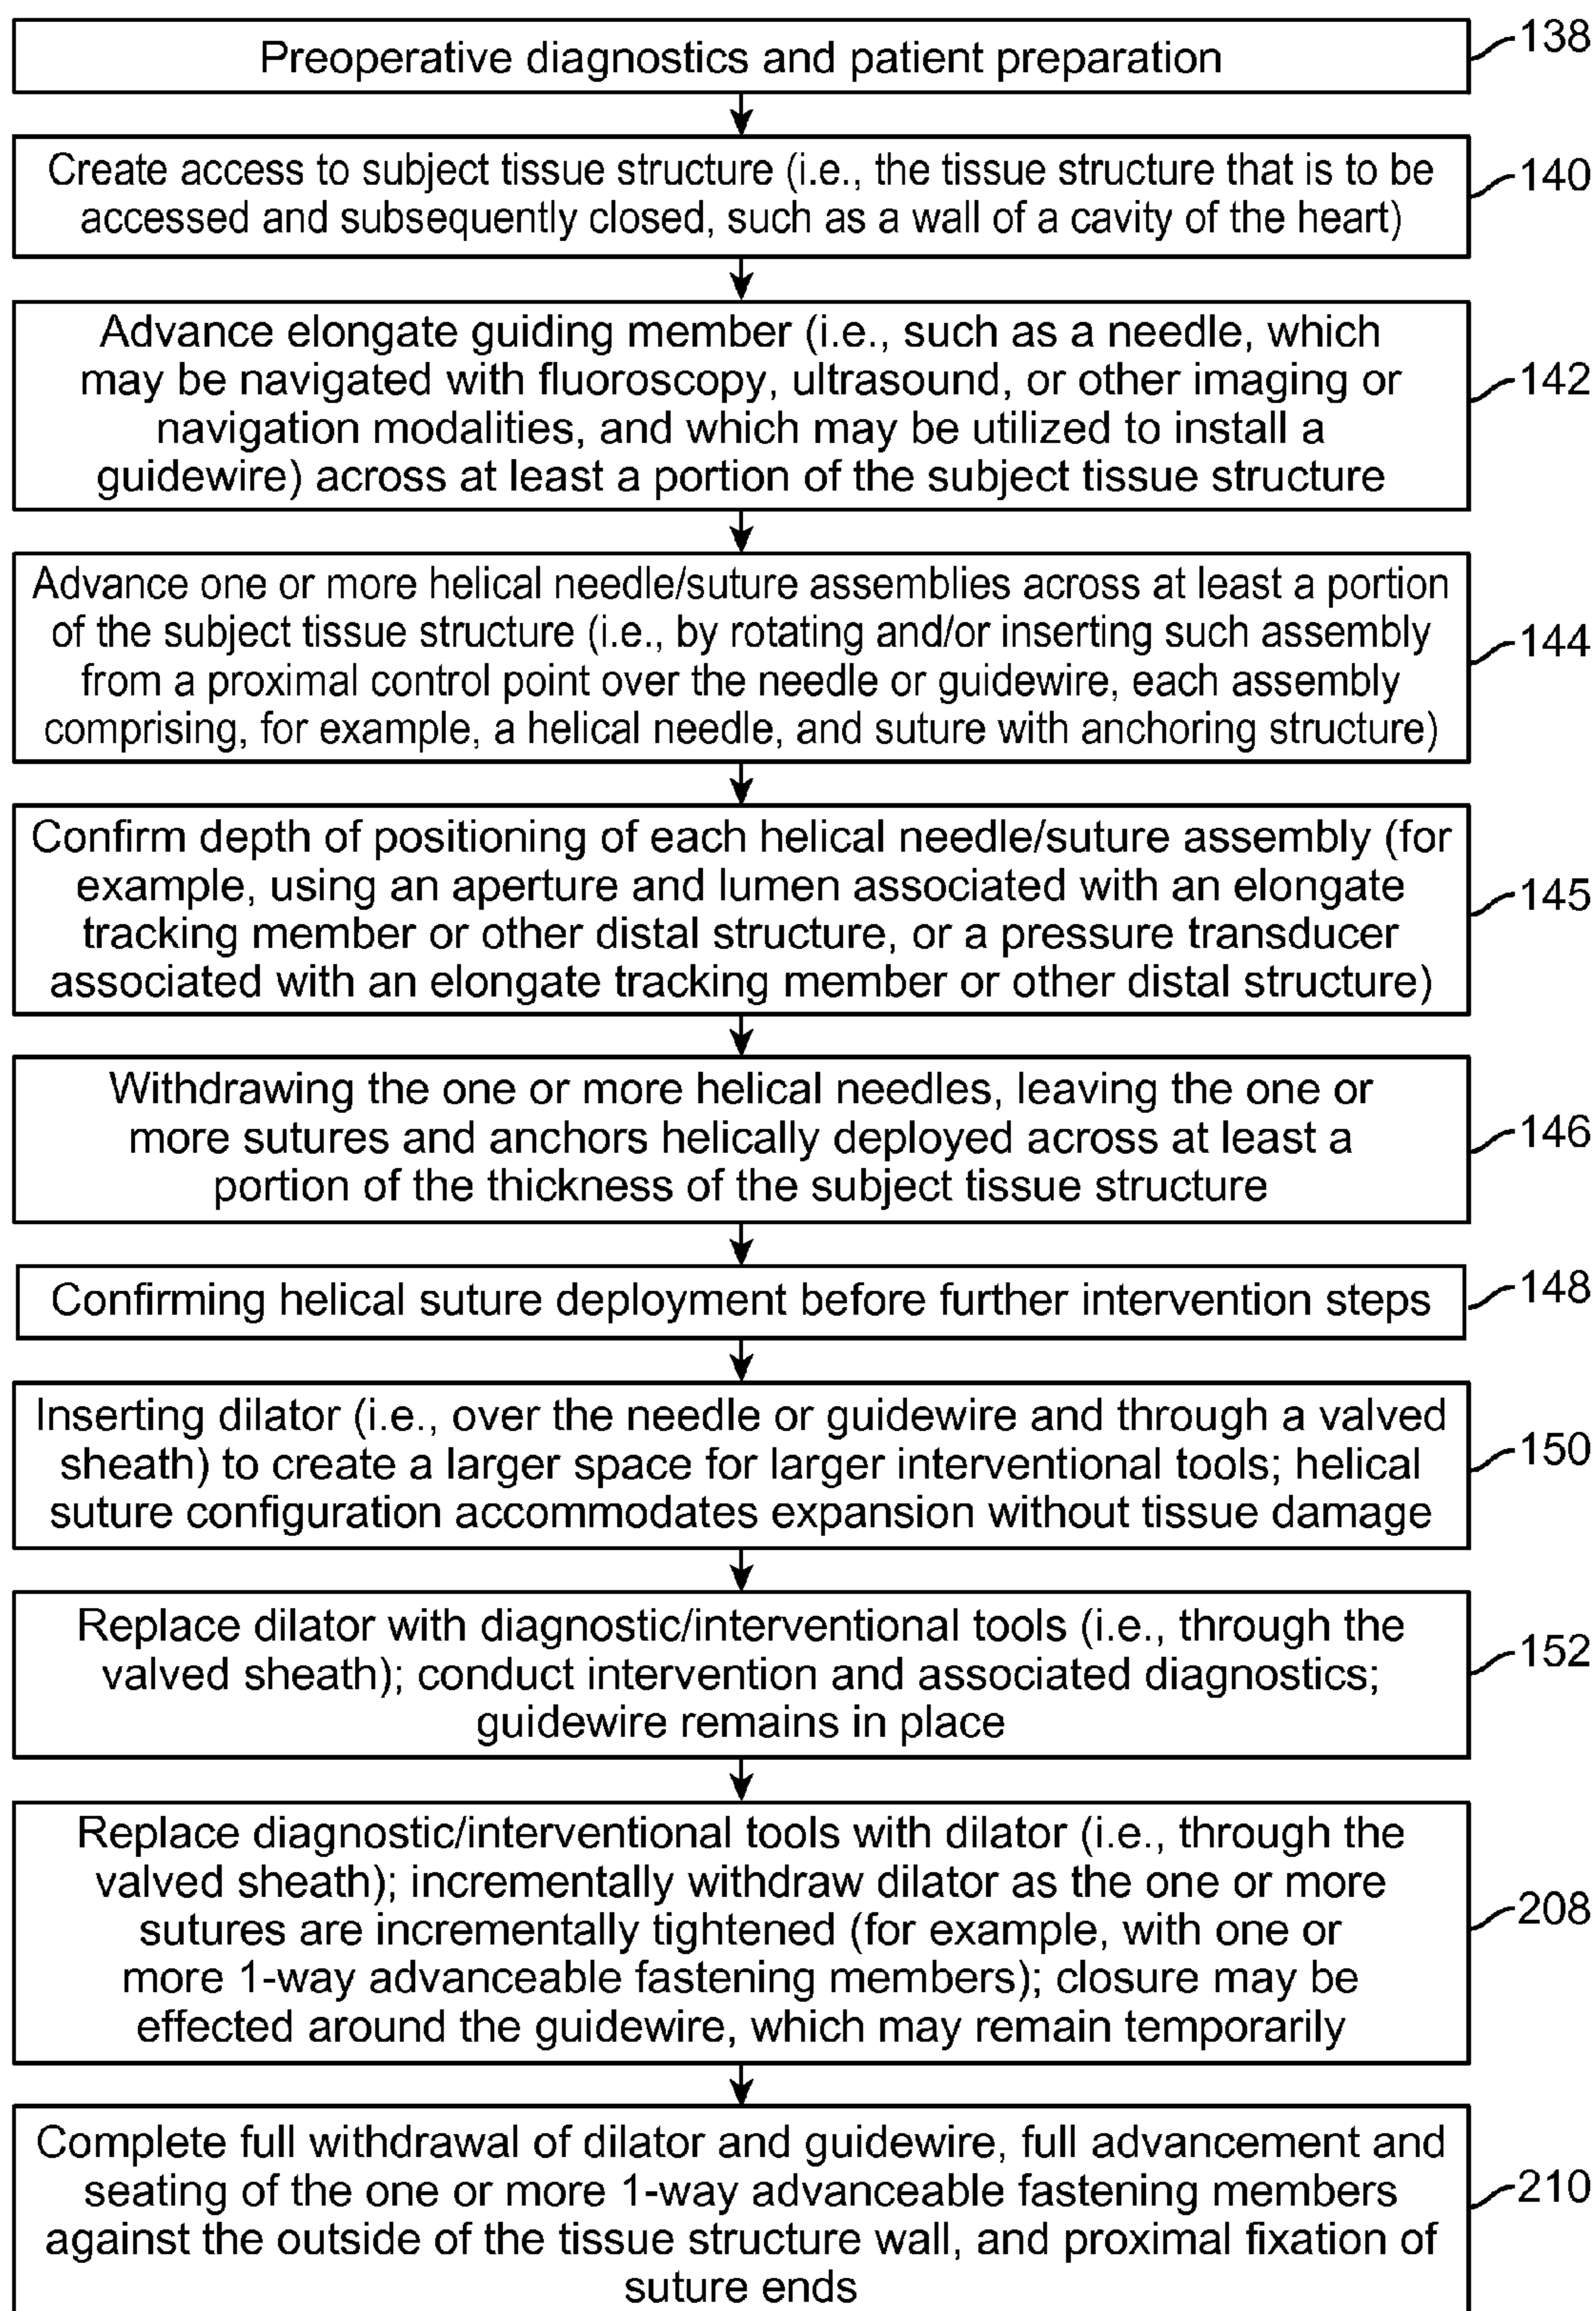 Preoperative diagnostics and patient preparation
138
Create access to subject tissue structure (i.e., the tissue structure that is to be
accessed and subsequently closed, such as a wall of a cavity of the heart)
140
Advance elongate guiding member (i.e., such as a needle, which
may be navigated with fluoroscopy, ultrasound, or other imaging or
navigation modalities, and which may be utilized to install a
guidewire) across at least a portion of the subject tissue structure
142
Advance one or more helical needle/suture assemblies across at least a portion
of the subject tissue structure (i.e., by rotating and/or inserting such assembly
from a proximal control point over the needle or guidewire, each assembly
comprising, for example, a helical needle, and suture with anchoring structure)
144
Confirm depth of positioning of each helical needle/suture assembly (for
example, using an aperture and lumen associated with an elongate
tracking member or other distal structure, or a pressure transducer
associated with an elongate tracking member or other distal structure)
145
Withdrawing the one or more helical needles, leaving the one or
more sutures and anchors helically deployed across at least a
portion of the thickness of the subject tissue structure
146
Confirming helical suture deployment before further intervention steps
148
Inserting dilator (i.e., over the needle or guidewire and through a valved
sheath) to create a larger space for larger interventional tools; helical
suture configuration accommodates expansion without tissue damage
150
Replace dilator with diagnostic/interventional tools (i.e., through the
valved sheath); conduct intervention and associated diagnostics;
guidewire remains in place
152
Replace diagnostic/interventional tools with dilator (i.e., through the
valved sheath); incrementally withdraw dilator as the one or more
sutures are incrementally tightened (for example, with one or
more 1-way advanceable fastening members); closure may be
effected around the guidewire, which may remain temporarily
208
Complete full withdrawal of dilator and guidewire, full advancement and
seating of the one or more 1-way advanceable fastening members
against the outside of the tissue structure wall, and proximal fixation of
suture ends
210